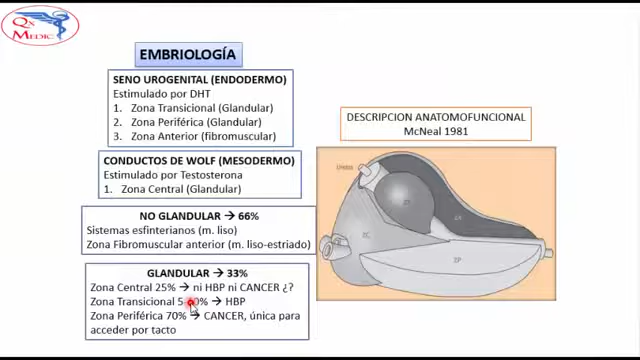 Qx
MEDIC
EMBRIOLOGÍA
SENO UROGENITAL (ENDODERMO)
Estimulado por DHT
1. Zona Transicional (Glandular)
2. Zona Periférica (Glandular)
3. Zona Anterior (fibromuscular)
CONDUCTOS DE WOLF (MESODERMO)
Estimulado por Testosterona
1. Zona Central (Glandular)
NO GLANDULAR → 66%
Sistemas esfinterianos (m. liso)
Zona Fibromuscular anterior (m. liso-estriado)
GLANDULAR → 33%
Zona Central 25% → ni HBP ni CANCER ¿?
Zona Transicional → HBP
Zona Periférica 70% → CANCER, única para
acceder por tacto
DESCRIPCION ANATOMOFUNCIONAL
McNeal 1981
ZC
ZP